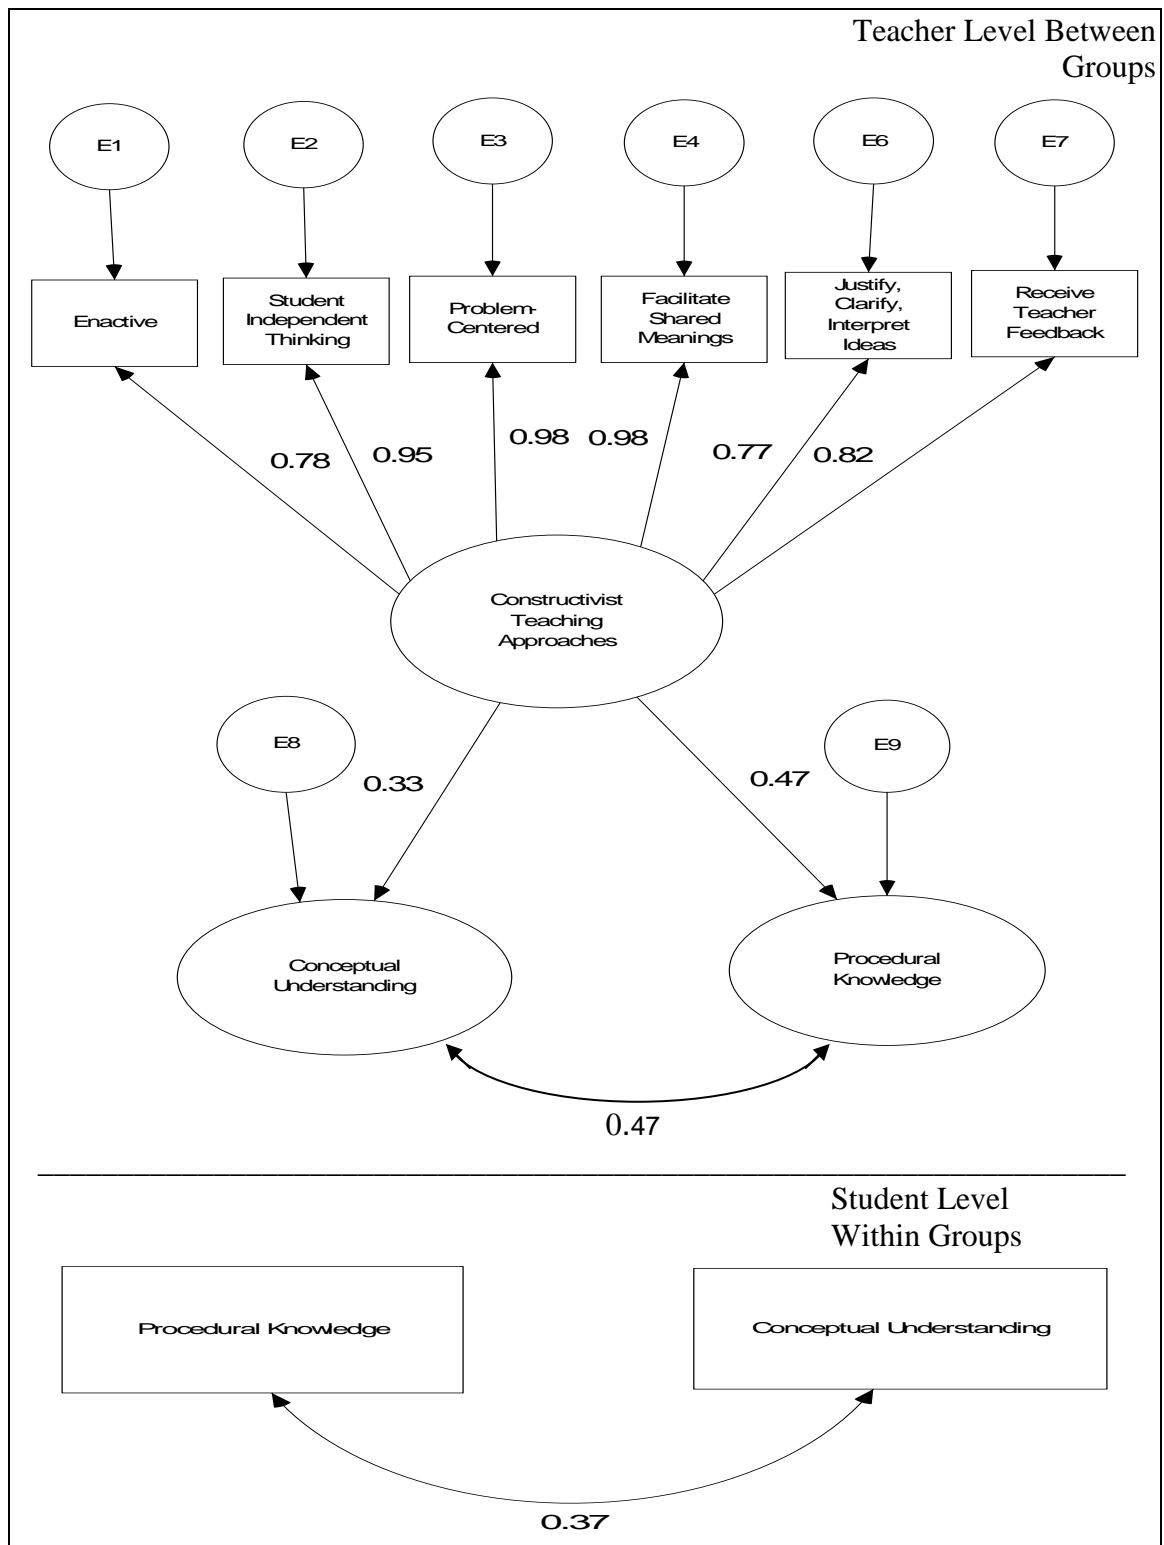 Teacher Level Between
Groups
E1
E2
E3
E4
E6
E7
Enactive
Student
Independent
Thinking
Problem-
Centered
Facilitate
Shared
Meanings
Justify,
Clarify,
Interpret
Ideas
Receive
Teacher
Feedback
0.78
0.95
0.98
0.98
0.77
0.82
Constructivist
Teaching
Approaches
E8
E9
0.33
0.47
Conceptual
Understanding
Procedural
Knowledge
0.47
Student Level
Within Groups
Procedural Knowledge
Conceptual Understanding
0.37